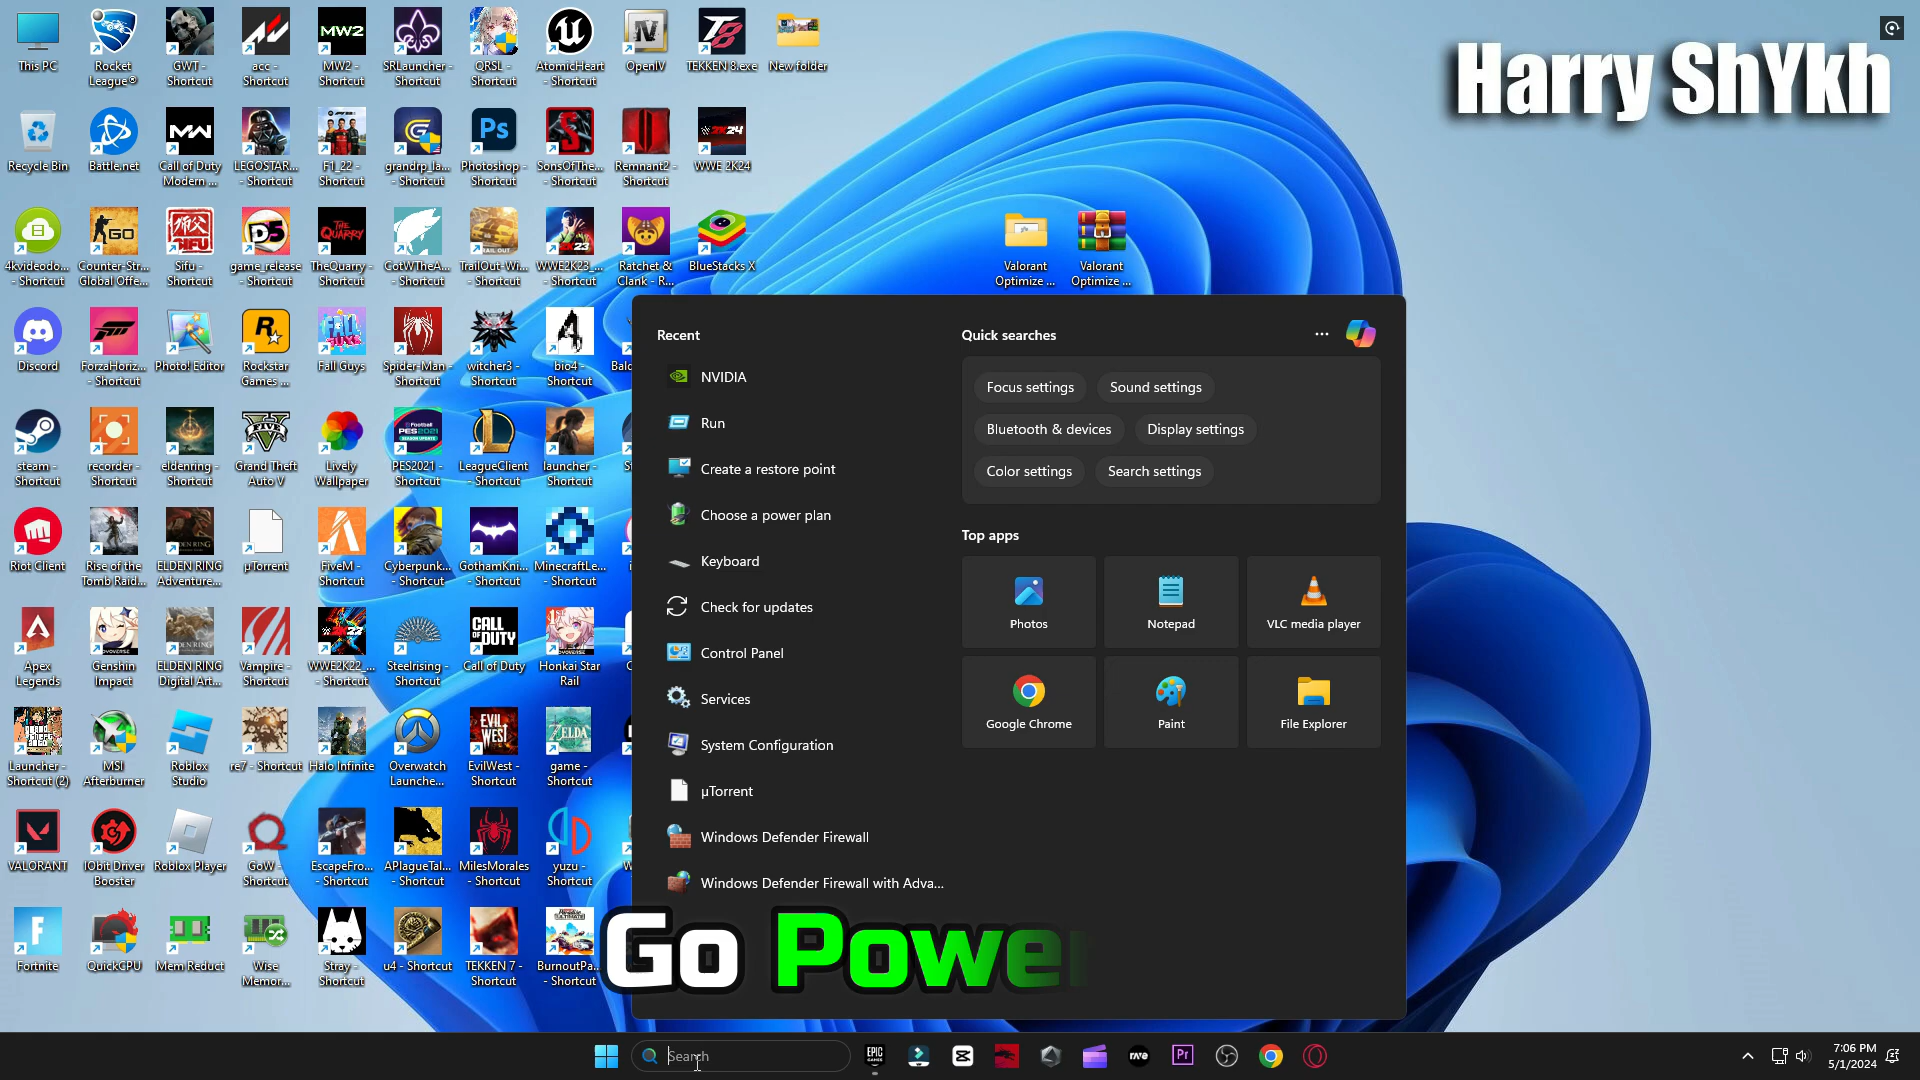 Harry ShYkh
This PC
Rocket League®
GWT - Shortcut
acc - Shortcut
MW2 - Shortcut
SRLauncher - Shortcut
QRSL - Shortcut
AtomicHeart - Shortcut
OpenIV
TEKKEN 8.exe
New folder
Recycle Bin
Battle.net
Call of Duty Modern ...
LEGOSTAR... - Shortcut
F1_22 - Shortcut
grandrp_la... - Shortcut
Photoshop - Shortcut
SonsOfThe... - Shortcut
Remnant2 - Shortcut
WWE 2K24
4kvideodo... - Shortcut
Counter-Str... Global Offe...
Sifu - Shortcut
game_release - Shortcut
TheQuarry - Shortcut
CotWTheA... - Shortcut
TrailOut-Wi... - Shortcut
WWE2K23_... - Shortcut
Ratchet & Clank - R...
BlueStacks X
Valorant Optimize ...
Valorant Optimize ...
Discord
ForzaHoriz... - Shortcut
Photo! Editor
Rockstar Games ...
Fall Guys
Spider-Man - Shortcut
witcher3 - Shortcut
bio4 - Shortcut
steam - Shortcut
recorder - Shortcut
eldenring - Shortcut
Grand Theft Auto V
Lively Wallpaper
PES2021 - Shortcut
LeagueClient - Shortcut
launcher - Shortcut
Riot Client
Rise of the Tomb Raid...
ELDEN RING Adventure...
µTorrent
FiveM - Shortcut
Cyberpunk... - Shortcut
GothamKni... - Shortcut
MinecraftLe... - Shortcut
Apex Legends
Genshin Impact
ELDEN RING Digital Art...
Vampire - Shortcut
WWE2K22_... - Shortcut
Steelrising - Shortcut
Call of Duty
Honkai Star Rail
Launcher - Shortcut (2)
MSI Afterburner
Roblox Studio
re7 - Shortcut
Halo Infinite
Overwatch Launche...
EvilWest - Shortcut
game - Shortcut
VALORANT
IObit Driver Booster
Roblox Player
GoW - Shortcut
EscapeFro... - Shortcut
APlagueTal... - Shortcut
MilesMorales - Shortcut
yuzu - Shortcut
Fortnite
QuickCPU
Mem Reduct
Wise Memor...
Stray - Shortcut
u4 - Shortcut
TEKKEN 7 - Shortcut
BurnoutPa... - Shortcut
Recent
NVIDIA
Run
Create a restore point
Choose a power plan
Keyboard
Check for updates
Control Panel
Services
System Configuration
µTorrent
Windows Defender Firewall
Windows Defender Firewall with Adva...
Quick searches
Focus settings
Sound settings
Bluetooth & devices
Display settings
Color settings
Search settings
Top apps
Photos
Notepad
VLC media player
Google Chrome
Paint
File Explorer
Go Power
Search
7:06 PM
5/1/2024